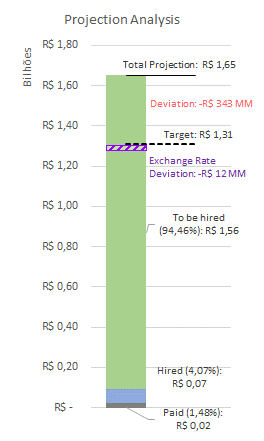 Projection Analysis
Bilhões
R$ 1,80
R$ 1,60
R$ 1,40
R$ 1,20
R$ 1,00
R$ 0,80
R$ 0,60
R$ 0,40
R$ 0,20
R$ -
Total Projection: R$ 1,65
Deviation: -R$ 343 MM
Target: R$ 1,31
Exchange Rate
Deviation: -R$ 12 MM
To be hired
(94,46%): R$ 1,56
Hired (4,07%):
R$ 0,07
Paid (1,48%):
R$ 0,02